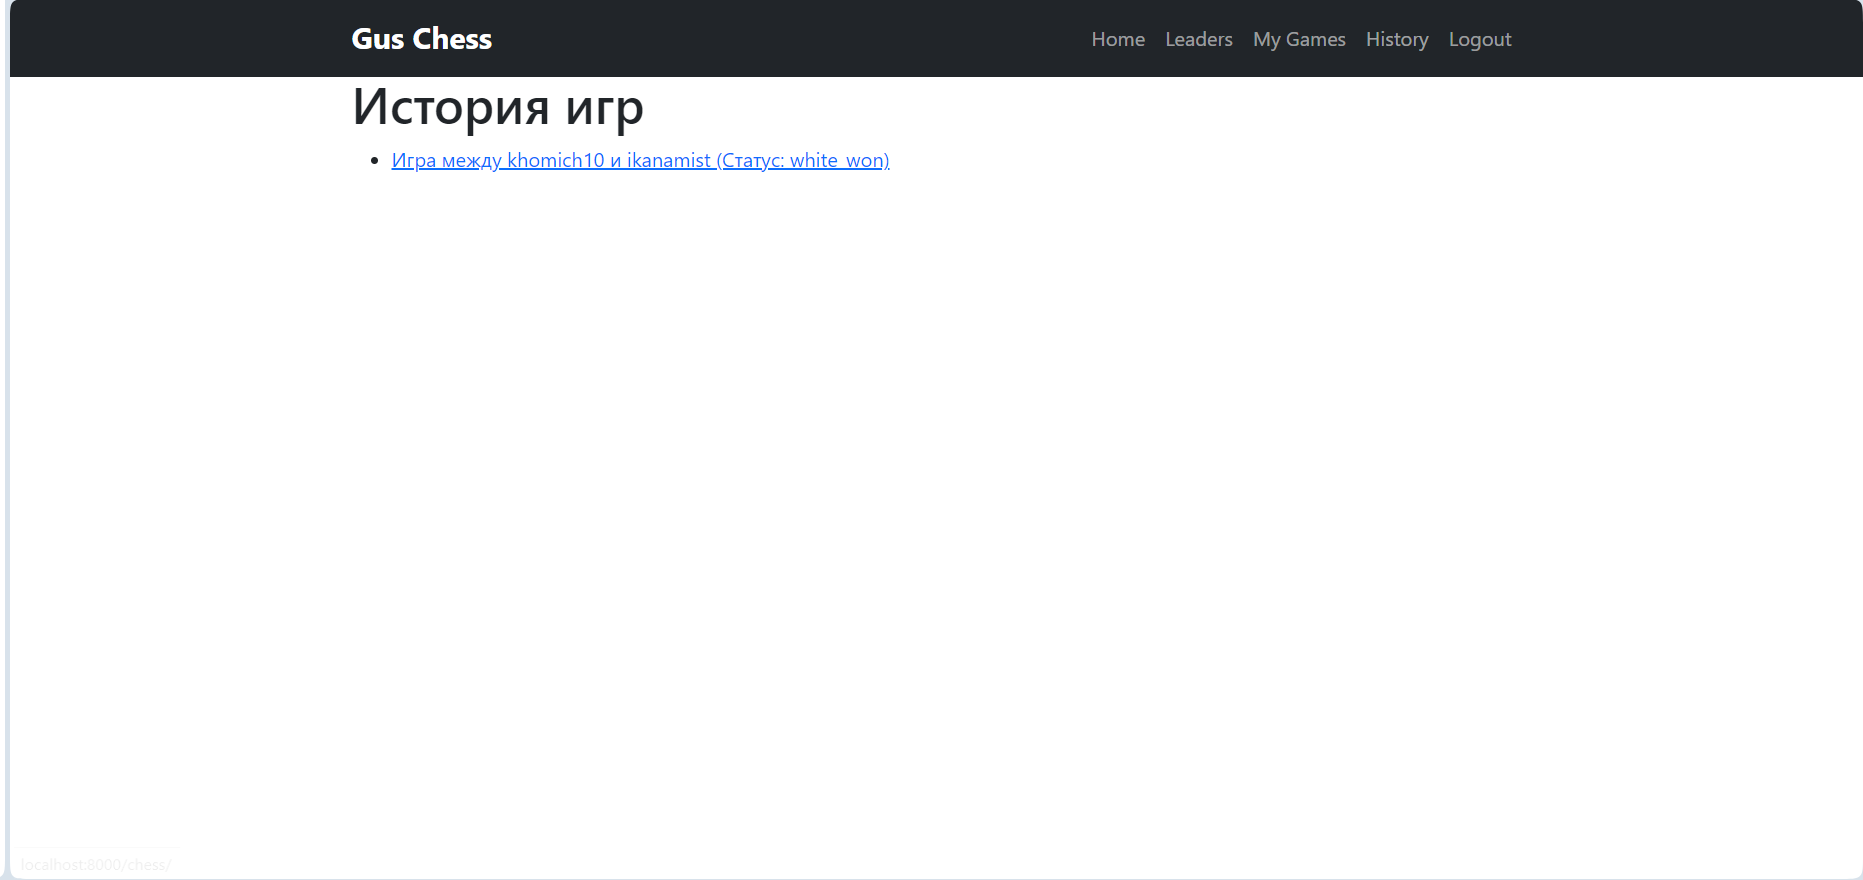 Gus Chess
Home Leaders My Games History Logout
История игр
Игра между khomich10 и ikanamist (Статус: white_won)
localhost:8000/chess/